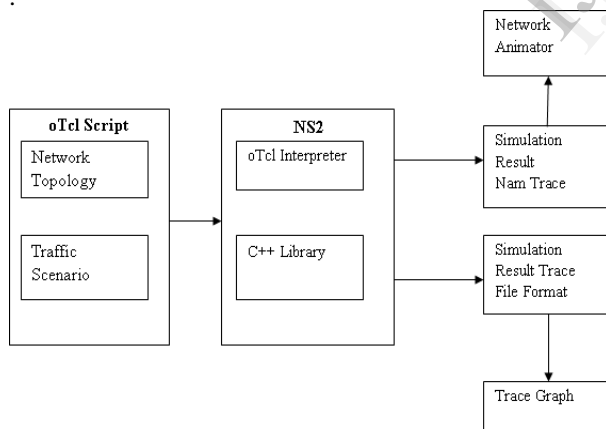 .
Network
Animator
oTcl Script
Network
Topology
Traffic
Scenario
NS2
oTcl Interpreter
C++ Library
Simulation
Result
Nam Trace
Simulation
Result Trace
File Format
Trace Graph